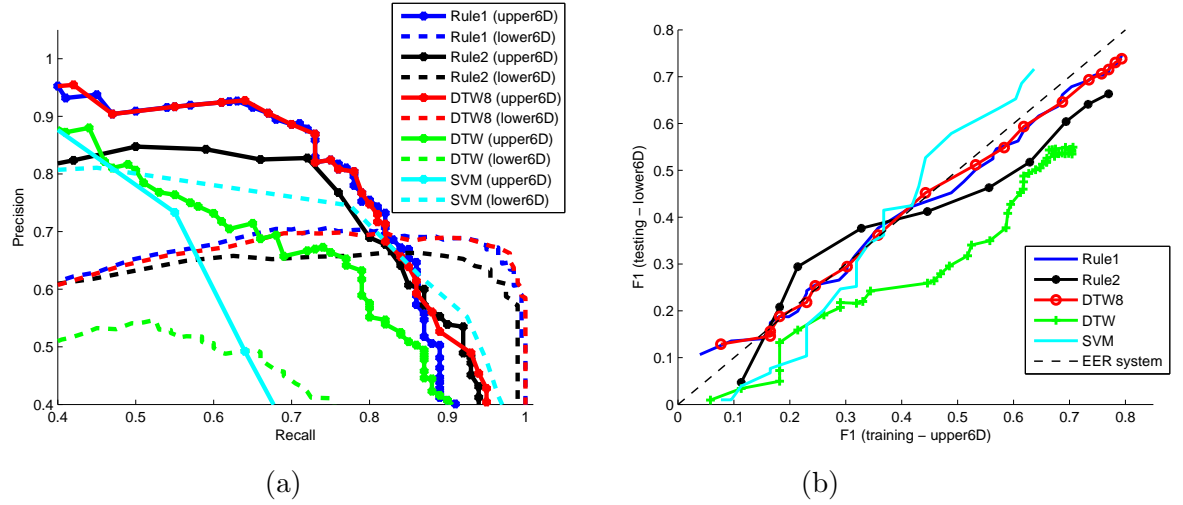 Rule1 (upper6D)
Rule1 (lower6D)
Rule2 (upper6D)
Rule2 (lower6D)
DTW8 (upper6D)
DTW8 (lower6D)
DTW (upper6D)
DTW (lower6D)
SVM (upper6D)
SVM (lower6D)
1
0.9
0.8
0.7
0.6
0.5
0.4
Precision
0.4 0.5 0.6 0.7 0.8 0.9 1
Recall
(a)
0.8
0.7
0.6
0.5
0.4
0.3
0.2
0.1
0
F1 (testing − lower6D)
Rule1
Rule2
DTW8
DTW
SVM
EER system
0 0.1 0.2 0.3 0.4 0.5 0.6 0.7 0.8
F1 (training − upper6D)
(b)